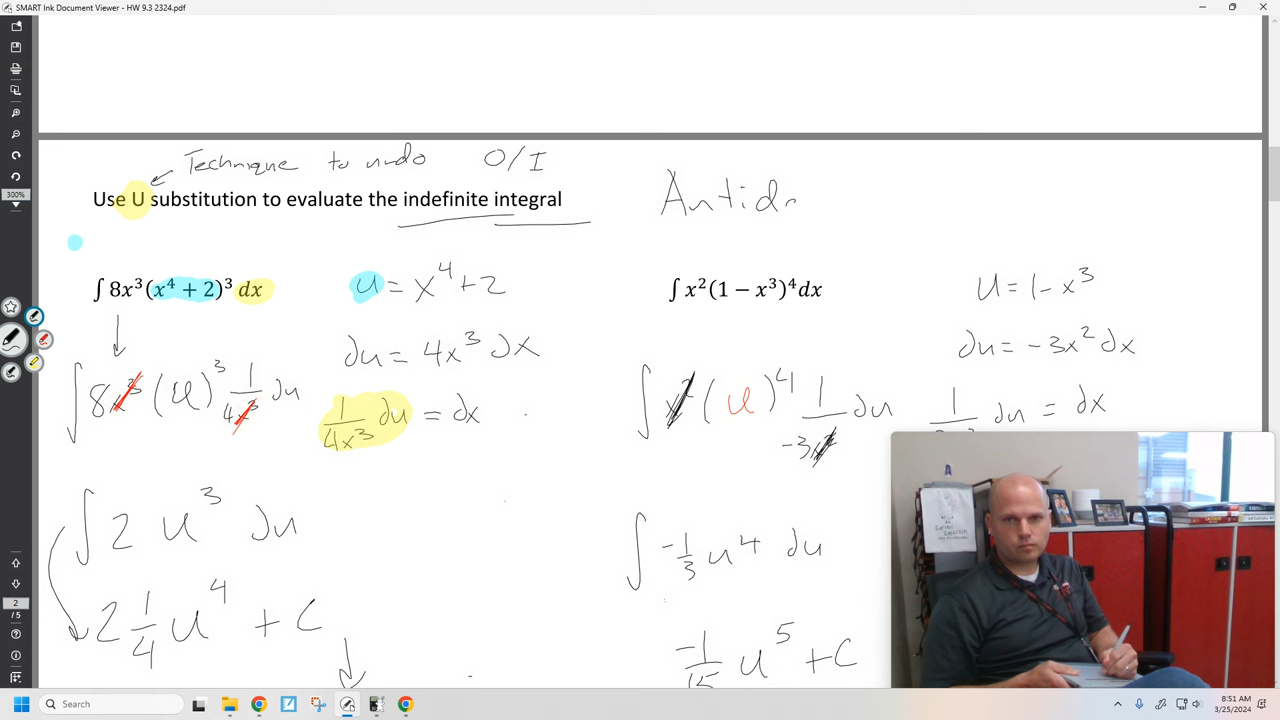 SMART Ink Document Viewer - HW 9.3 2324.pdf
Technique to undo O/I
Use U substitution to evaluate the indefinite integral
Antid
∫ 8x³(x⁴ + 2)³ dx
u = x⁴ + 2
du = 4x³ dx
1/4x³ du = dx
∫ 8x³ (u)³ 1/4x³ du
∫ 2 u³ du
2 1/4 u⁴ + C
∫ x²(1 − x³)⁴dx
u = 1 - x³
du = -3x² dx
1/ du = dx
∫ x² (u)⁴ 1/-3x² du
∫ -1/3 u⁴ du
-1/15 u⁵ + C
300%
2
/ 5
Search
8:51 AM
3/25/2024